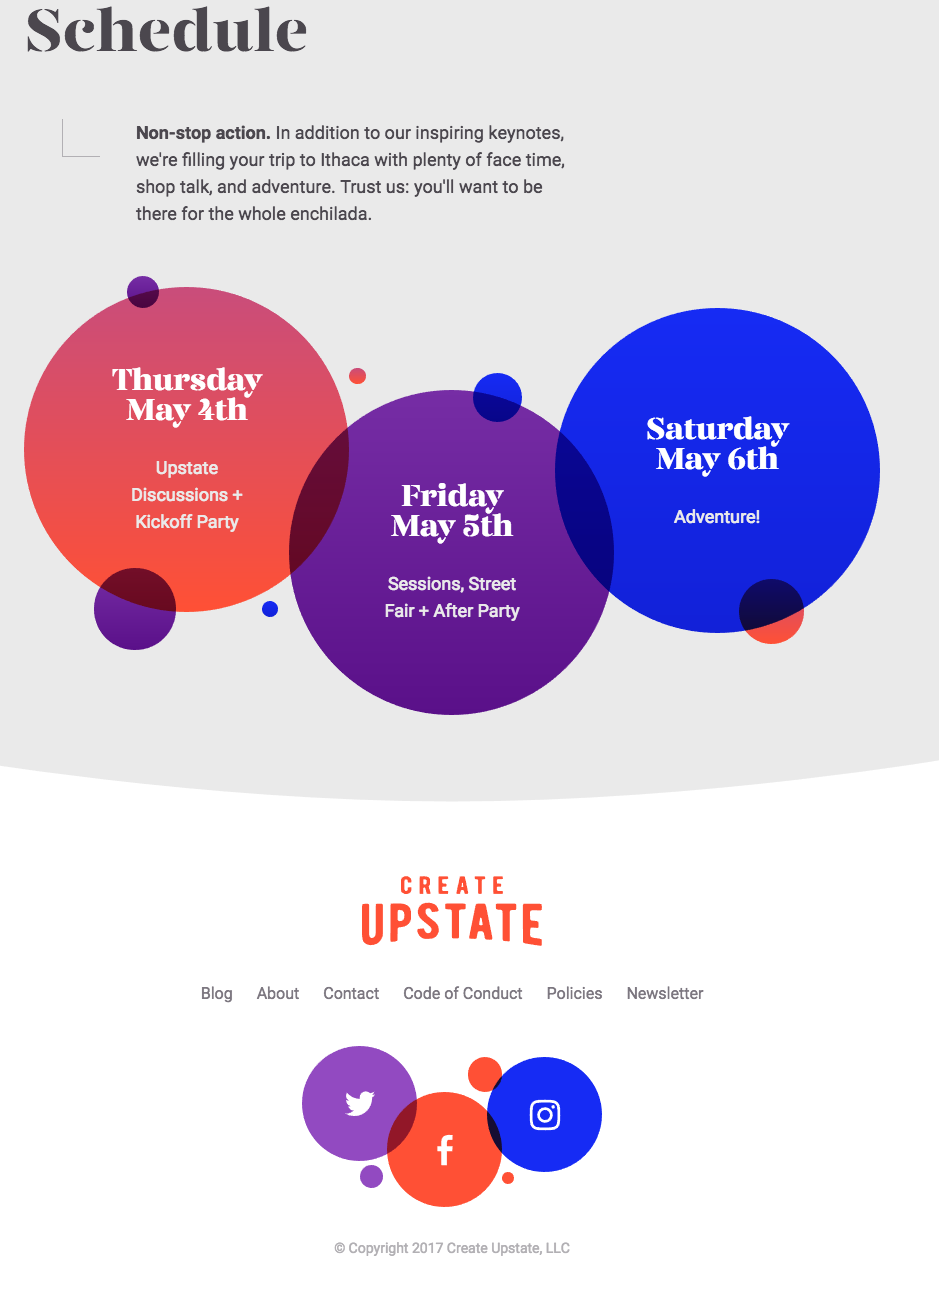 Schedule
Non-stop action. In addition to our inspiring keynotes,
we're filling your trip to Ithaca with plenty of face time,
shop talk, and adventure. Trust us: you'll want to be
there for the whole enchilada.
Thursday
May 4th
Upstate
Discussions +
Kickoff Party
Friday
May 5th
Sessions, Street
Fair + After Party
Saturday
May 6th
Adventure!
CREATE
UPSTATE
Blog About Contact Code of Conduct Policies Newsletter
© Copyright 2017 Create Upstate, LLC